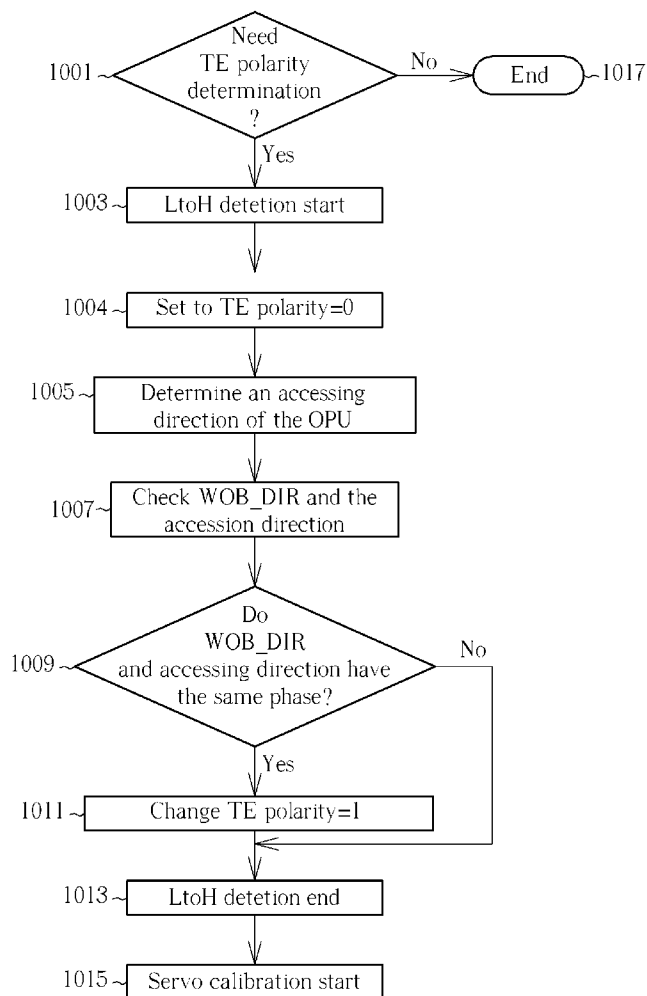 Need
TE polarity
determination
?
1001
No
End
1017
Yes
1003
LtoH detetion start
1004
Set to TE polarity=0
1005
Determine an accessing
direction of the OPU
1007
Check WOB_DIR and the
accession direction
1009
Do
WOB_DIR
and accessing direction have
the same phase?
No
Yes
1011
Change TE polarity=1
1013
LtoH detetion end
1015
Servo calibration start